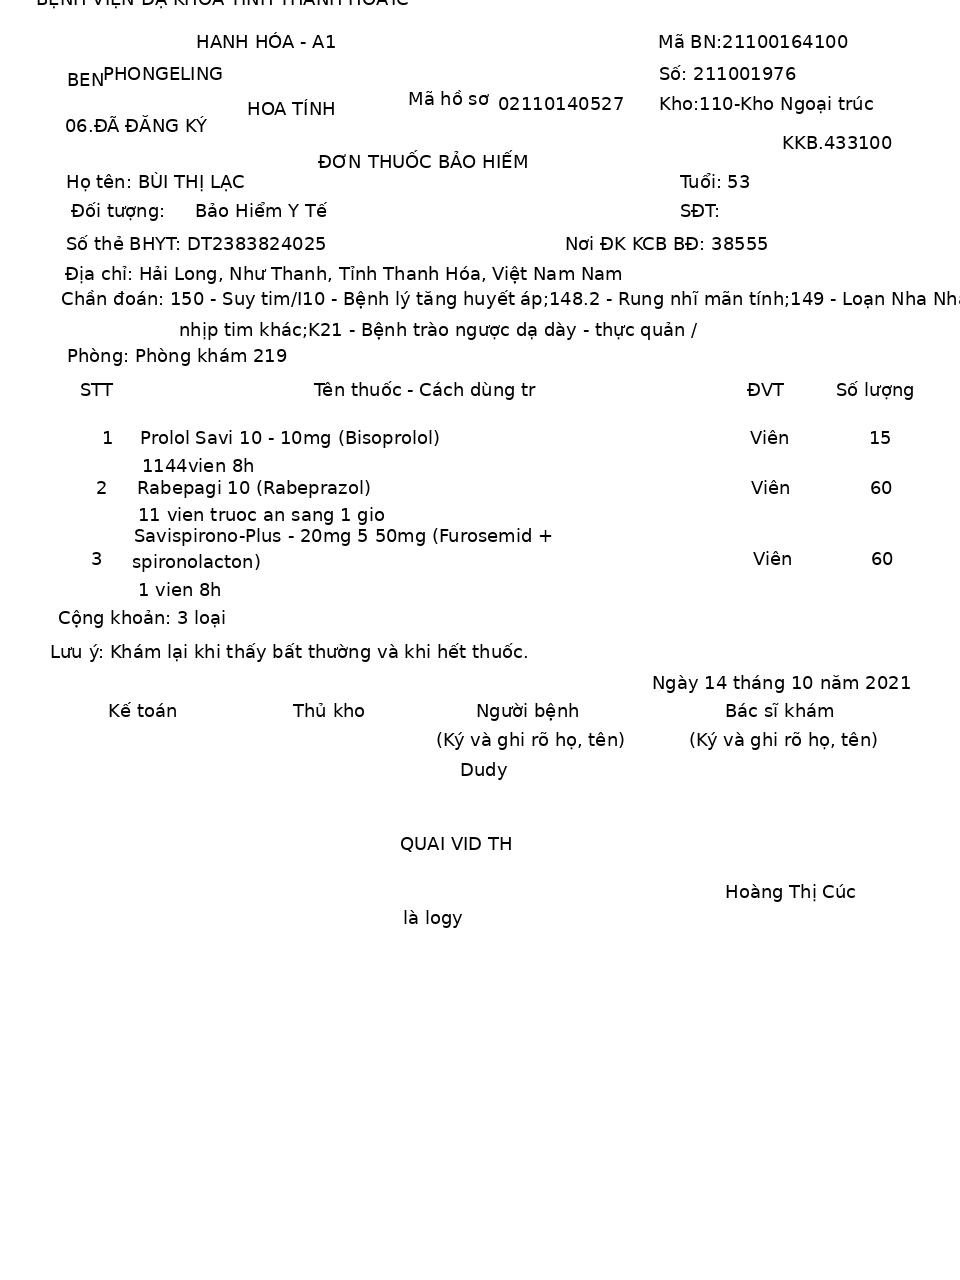 BỆNH VIỆN ĐA KHOA TỈNH THANH HOA IC
HANH HÓA - A1 Mã BN:21100164100
BEN PHONGELING Số: 211001976
HOA TÍNH Mã hồ sơ 02110140527 Kho:110-Kho Ngoại trúc
06.ĐÃ ĐĂNG KÝ
KKB.433100
ĐƠN THUỐC BẢO HIẾM
Họ tên: BÙI THỊ LẠC Tuổi: 53
Đối tượng: Bảo Hiểm Y Tế SĐT:
Số thẻ BHYT: DT2383824025 Nơi ĐK KCB BĐ: 38555
Địa chỉ: Hải Long, Như Thanh, Tỉnh Thanh Hóa, Việt Nam Nam
Chần đoán: 150 - Suy tim/I10 - Bệnh lý tăng huyết áp;148.2 - Rung nhĩ mãn tính;149 - Loạn Nha
nhịp tim khác;K21 - Bệnh trào ngược dạ dày - thực quản /
Phòng: Phòng khám 219
STT Tên thuốc - Cách dùng tr ĐVT Số lượng
1 Prolol Savi 10 - 10mg (Bisoprolol) Viên 15
1144vien 8h
2 Rabepagi 10 (Rabeprazol) Viên 60
11 vien truoc an sang 1 gio
Savispirono-Plus - 20mg 5 50mg (Furosemid +
3 spironolacton) Viên 60
1 vien 8h
Cộng khoản: 3 loại
Lưu ý: Khám lại khi thấy bất thường và khi hết thuốc.
Ngày 14 tháng 10 năm 2021
Kế toán Thủ kho Người bệnh Bác sĩ khám
(Ký và ghi rõ họ, tên) (Ký và ghi rõ họ, tên)
Dudy
QUAI VID TH
Hoàng Thị Cúc
là logy